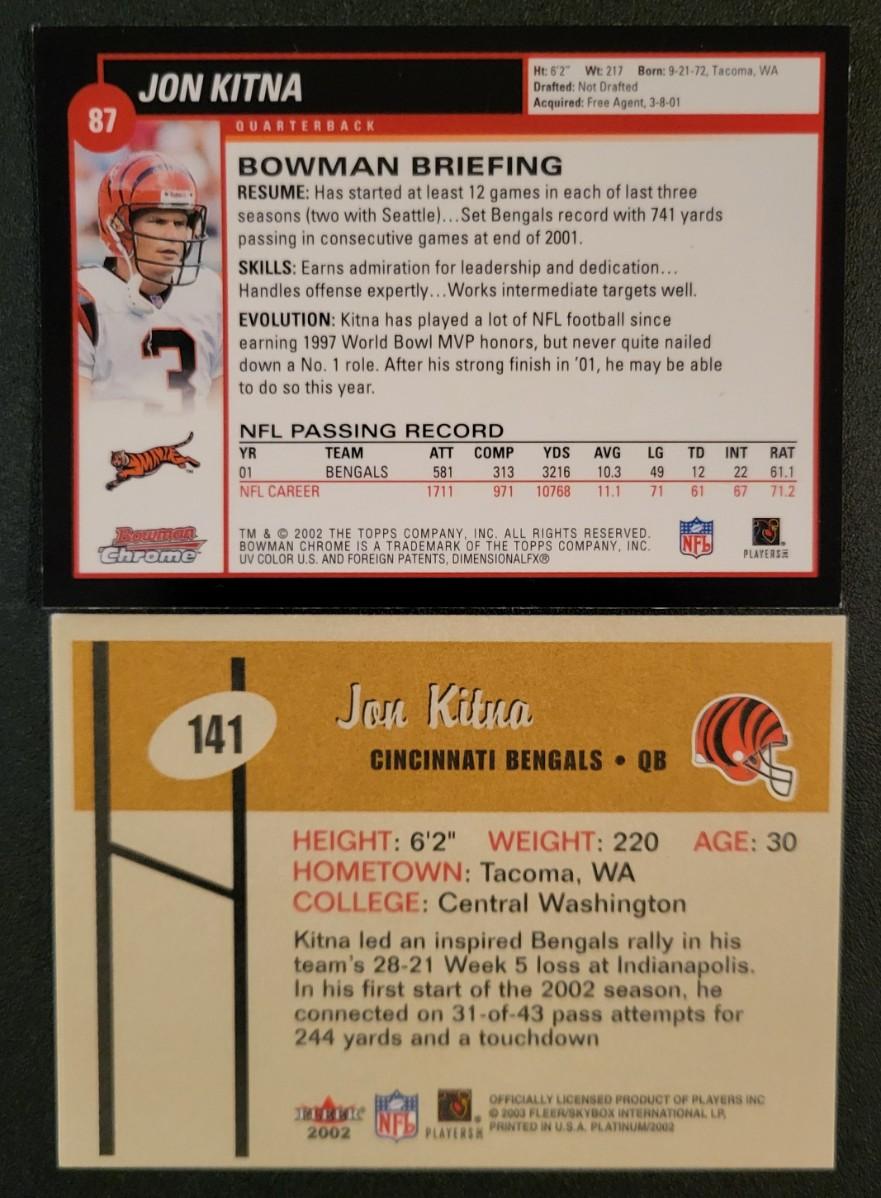 JON KITNA
Ht: 6'2" Wt: 217 Born: 9-21-72, Tacoma, WA
Drafted: Not Drafted
Acquired: Free Agent, 3-8-01
87
QUARTERBACK
BOWMAN BRIEFING
RESUME: Has started at least 12 games in each of last three
seasons (two with Seattle)...Set Bengals record with 741 yards
passing in consecutive games at end of 2001.
SKILLS: Earns admiration for leadership and dedication...
Handles offense expertly...Works intermediate targets well.
EVOLUTION: Kitna has played a lot of NFL football since
earning 1997 World Bowl MVP honors, but never quite nailed
down a No. 1 role. After his strong finish in '01, he may be able
to do so this year.
3
NFL PASSING RECORD
YR TEAM ATT COMP YDS AVG LG TD INT RAT
01 BENGALS 581 313 3216 10.3 49 12 22 61.1
NFL CAREER 1711 971 10768 11.1 71 61 67 71.2
Bowman
Chrome
TM & © 2002 THE TOPPS COMPANY, INC. ALL RIGHTS RESERVED.
BOWMAN CHROME IS A TRADEMARK OF THE TOPPS COMPANY, INC.
UV COLOR U.S. AND FOREIGN PATENTS, DIMENSIONALFX®
NFL
PLAYERS
141
Jon Kitna
CINCINNATI BENGALS • QB
HEIGHT: 6'2" WEIGHT: 220 AGE: 30
HOMETOWN: Tacoma, WA
COLLEGE: Central Washington
Kitna led an inspired Bengals rally in his
team's 28-21 Week 5 loss at Indianapolis.
In his first start of the 2002 season, he
connected on 31-of-43 pass attempts for
244 yards and a touchdown
FLEER
2002
NFL
PLAYERS
OFFICIALLY LICENSED PRODUCT OF PLAYERS INC
© 2003 FLEER/SKYBOX INTERNATIONAL LP.
PRINTED IN U.S.A. PLATINUM/2002